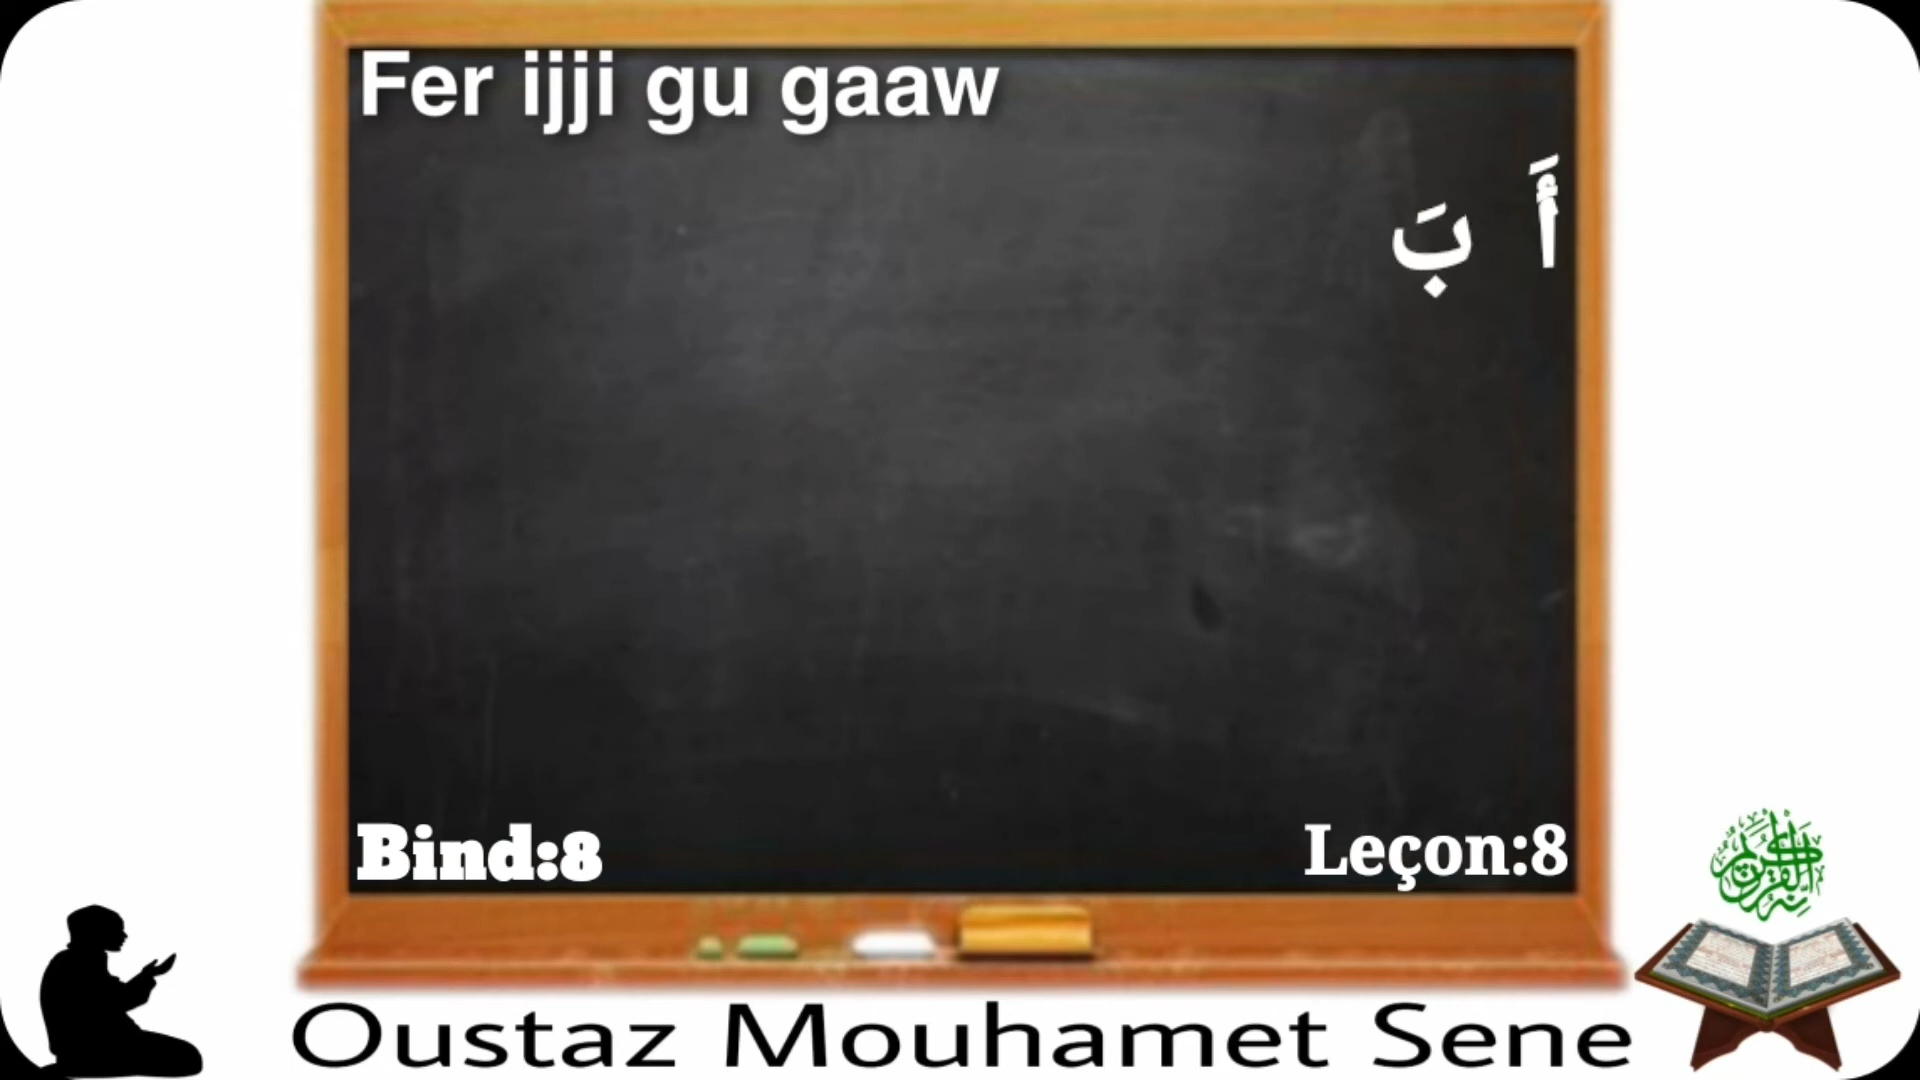 Fer ijji gu gaaw
أَ بَ
Bind:8
Leçon:8
Oustaz Mouhamet Sene